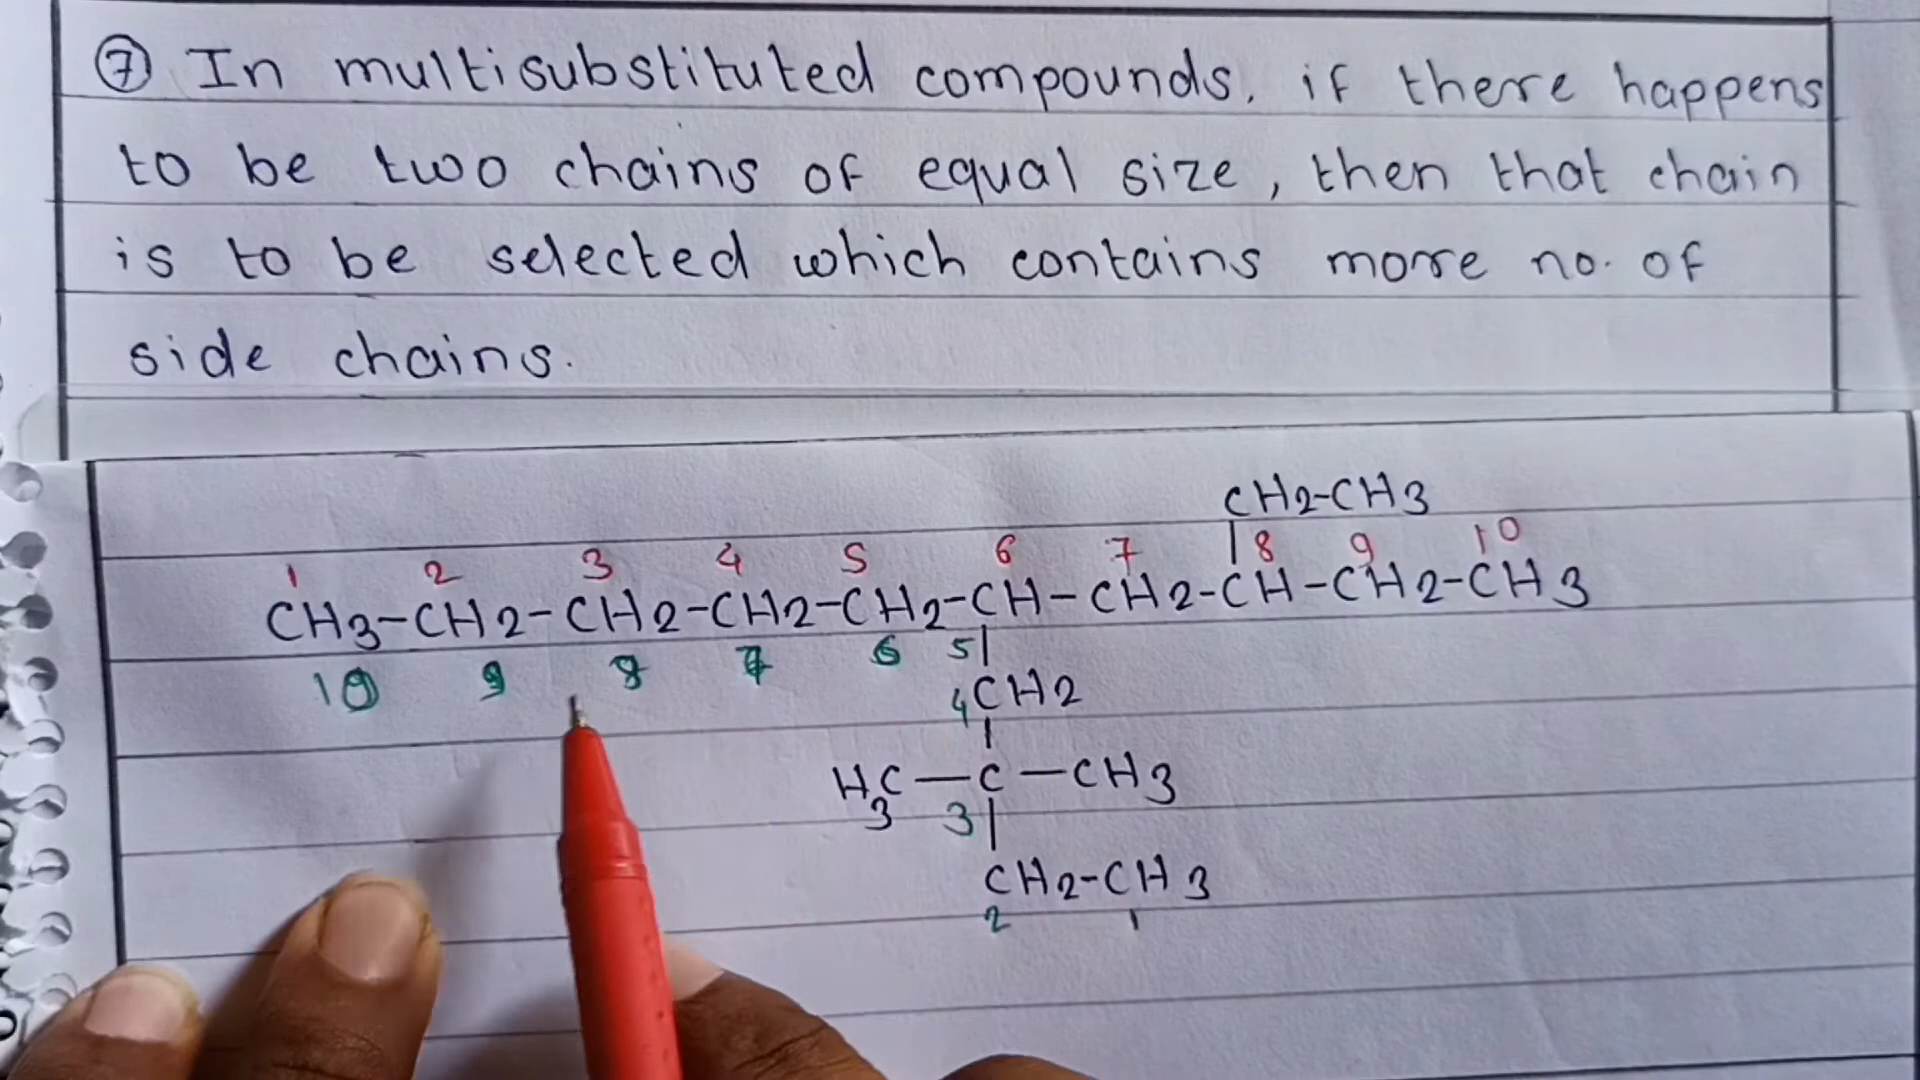 ⑦ In multisubstituted compounds, if there happens
to be two chains of equal size, then that chain
is to be selected which contains more no. of
side chains.
CH2-CH3
1 2 3 4 5 6 7 8 9 10
CH3-CH2-CH2-CH2-CH2-CH-CH2-CH-CH2-CH3
10 9 8 7 6 5
4CH2
H3C-C-CH3
3
CH2-CH3
2 1